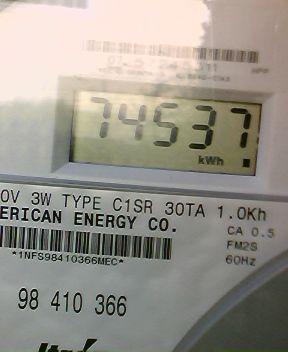 74537
kWh
0V 3W TYPE C1SR 30TA 1.0Kh
ERICAN ENERGY CO.
CA 0.5
FM2S
60Hz
*1NFS98410366MEC*
98 410 366